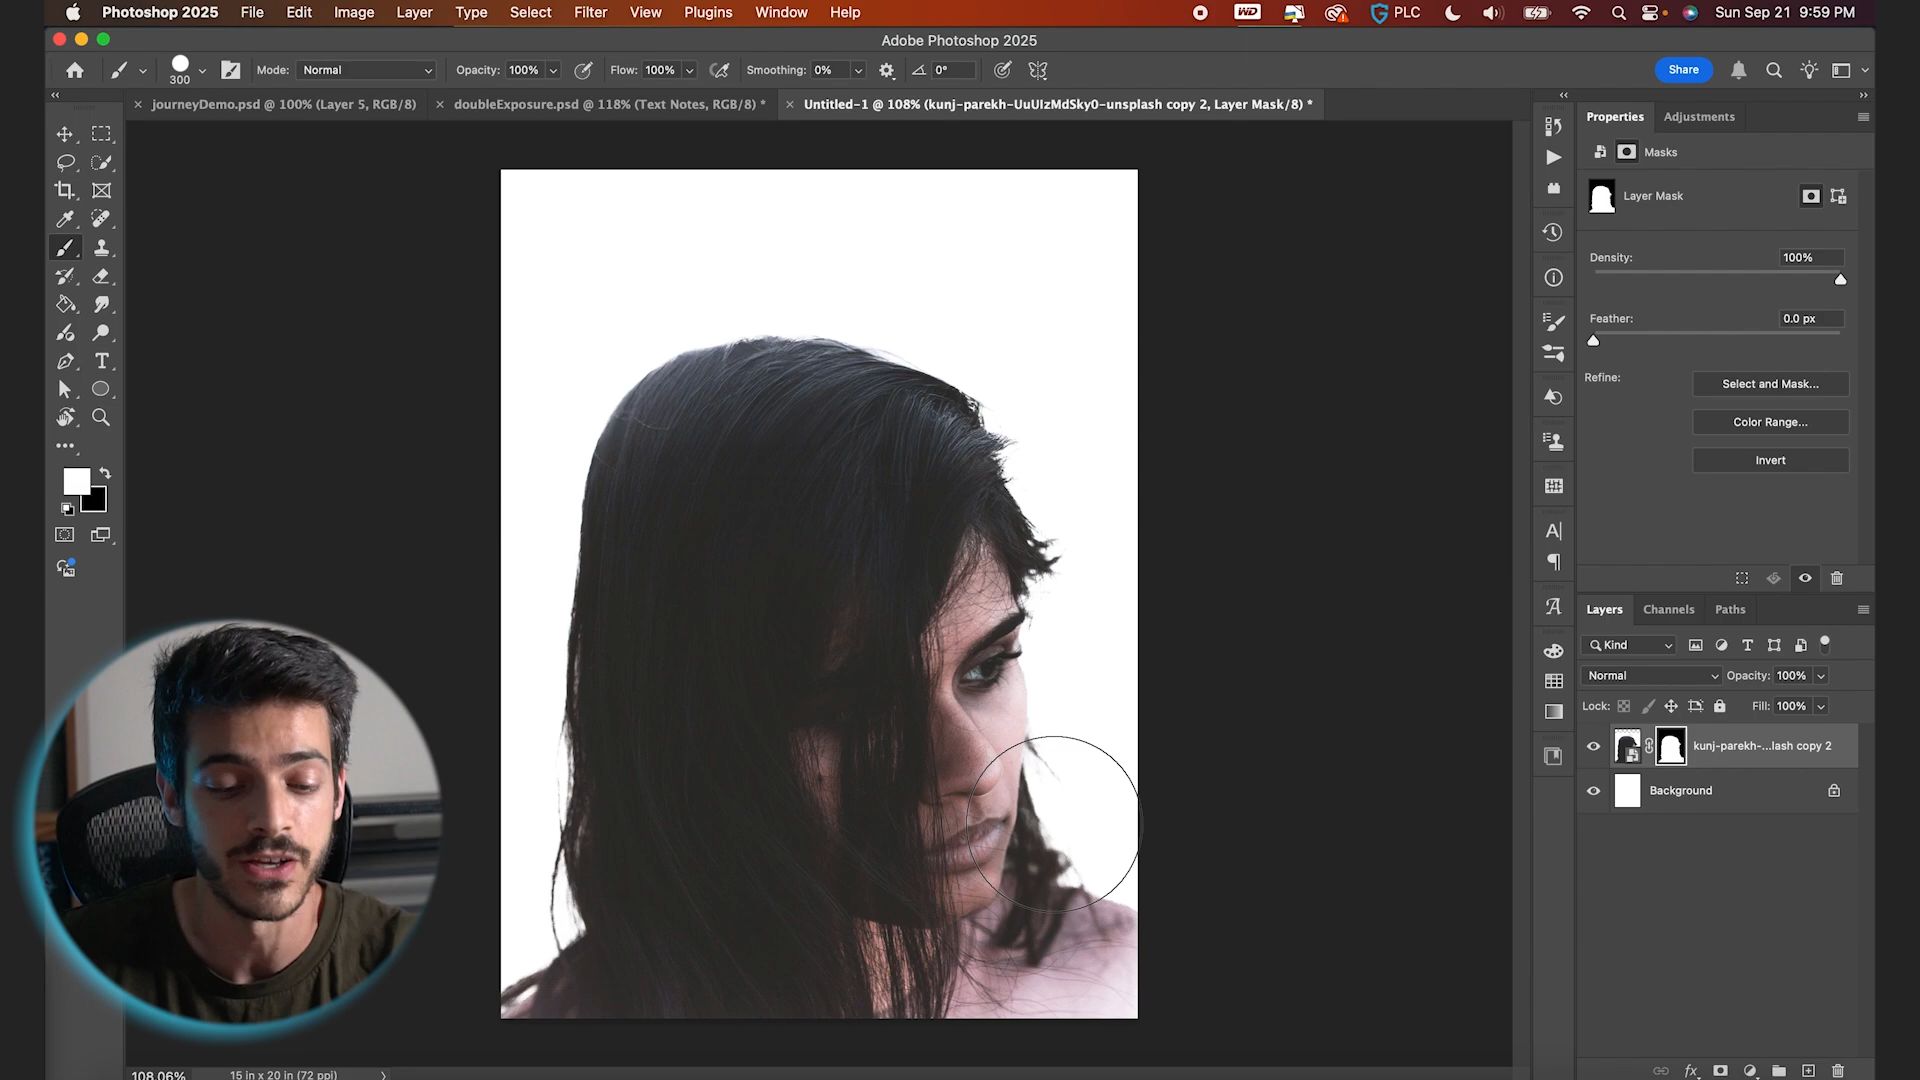 Photoshop 2025 File Edit Image Layer Type Select Filter View Plugins Window Help WD PLC Sun Sep 21 9:59 PM
Adobe Photoshop 2025
300 Mode: Normal Opacity: 100% Flow: 100% Smoothing: 0% 0° Share
journeyDemo.psd @ 100% (Layer 5, RGB/8) doubleExposure.psd @ 118% (Text Notes, RGB/8) * Untitled-1 @ 108% (kunj-parekh-UuUIzMdSky0-unsplash copy 2, Layer Mask/8) *
Properties Adjustments
Masks
Layer Mask
Density: 100%
Feather: 0.0 px
Refine: Select and Mask...
Color Range...
Invert
Layers Channels Paths
Kind
Normal Opacity: 100%
Lock: Fill: 100%
kunj-parekh-...lash copy 2
Background
108.06% 15 in x 20 in (72 ppi)